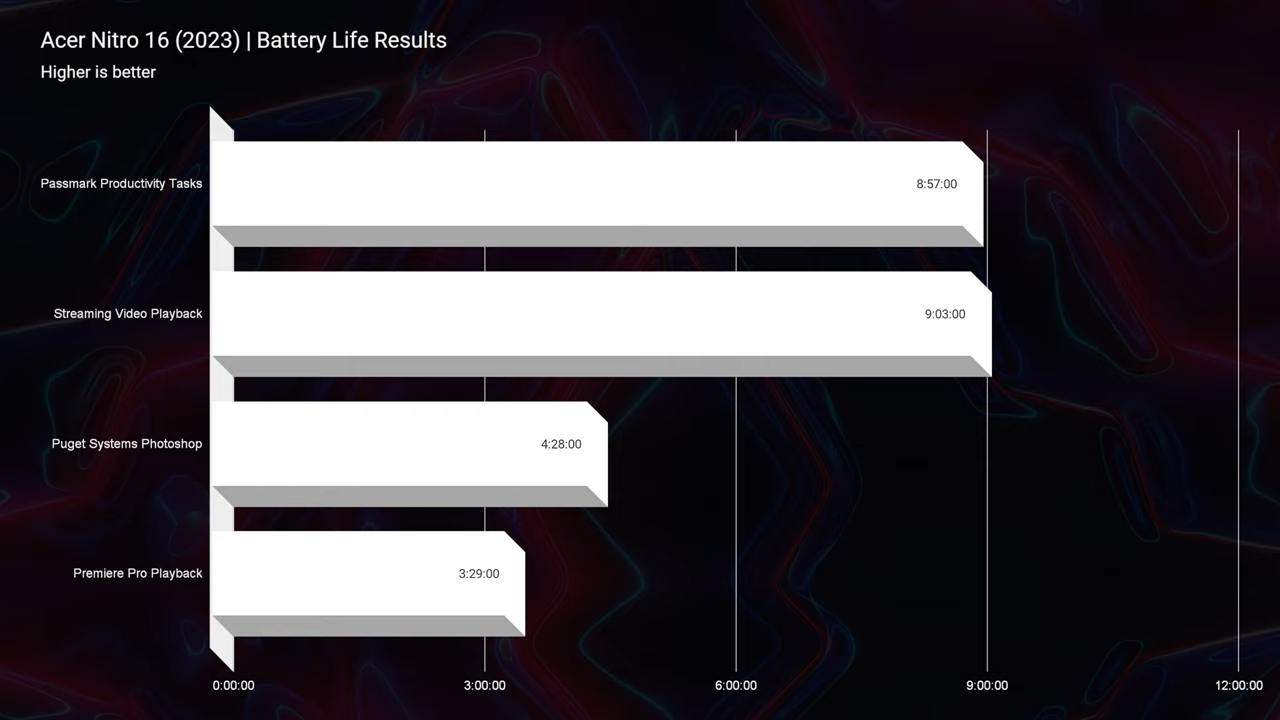 Acer Nitro 16 (2023) | Battery Life Results
Higher is better
Passmark Productivity Tasks
8:57:00
Streaming Video Playback
9:03:00
Puget Systems Photoshop
4:28:00
Premiere Pro Playback
3:29:00
0:00:00
3:00:00
6:00:00
9:00:00
12:00:00